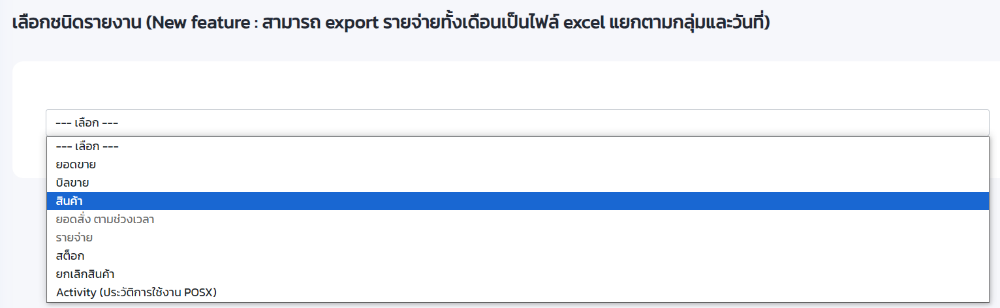 เลือกชนิดรายงาน (New feature : สามารถ export รายจ่ายทั้งเดือนเป็นไฟล์ excel แยกตามกลุ่มและวันที่)
--- เลือก ---
--- เลือก ---
ยอดขาย
บิลขาย
สินค้า
ยอดสั่ง ตามช่วงเวลา
รายจ่าย
สต็อก
ยกเลิกสินค้า
Activity (ประวัติการใช้งาน POSX)